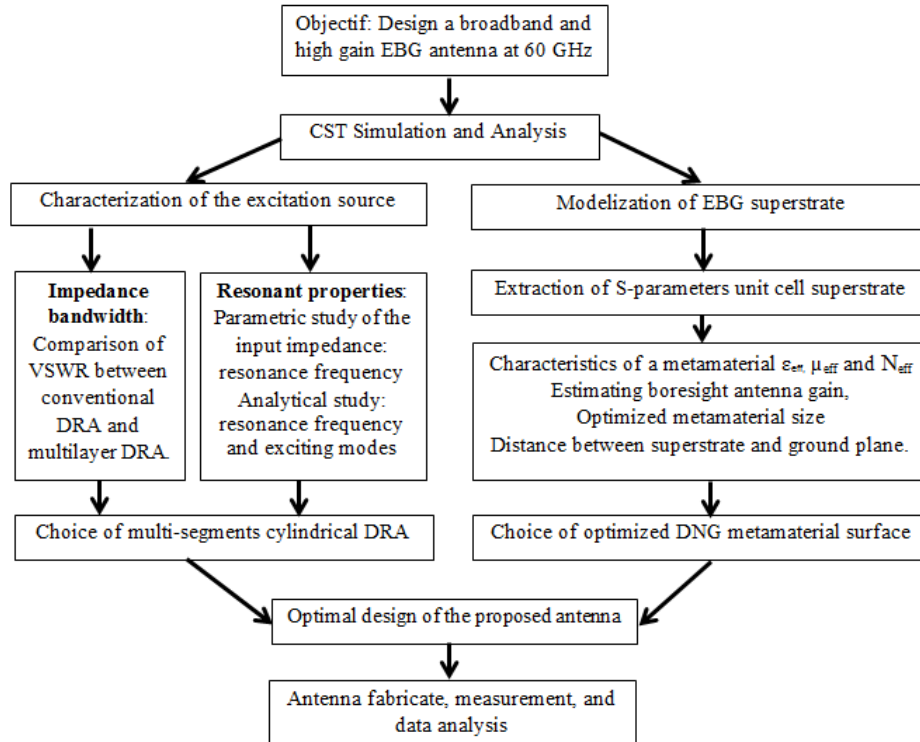 Objectif: Design a broadband and
high gain EBG antenna at 60 GHz
CST Simulation and Analysis
Characterization of the excitation source
Modelization of EBG superstrate
Impedance
bandwidth:
Comparison of
VSWR between
conventional
DRA and
multilayer DRA.
Resonant properties:
Parametric study of the
input impedance:
resonance frequency
Analytical study:
resonance frequency
and exciting modes
Extraction of S-parameters unit cell superstrate
Characteristics of a metamaterial εeff, μeff and Neff
Estimating boresight antenna gain,
Optimized metamaterial size
Distance between superstrate and ground plane.
Choice of multi-segments cylindrical DRA
Choice of optimized DNG metamaterial surface
Optimal design of the proposed antenna
Antenna fabricate, measurement, and
data analysis